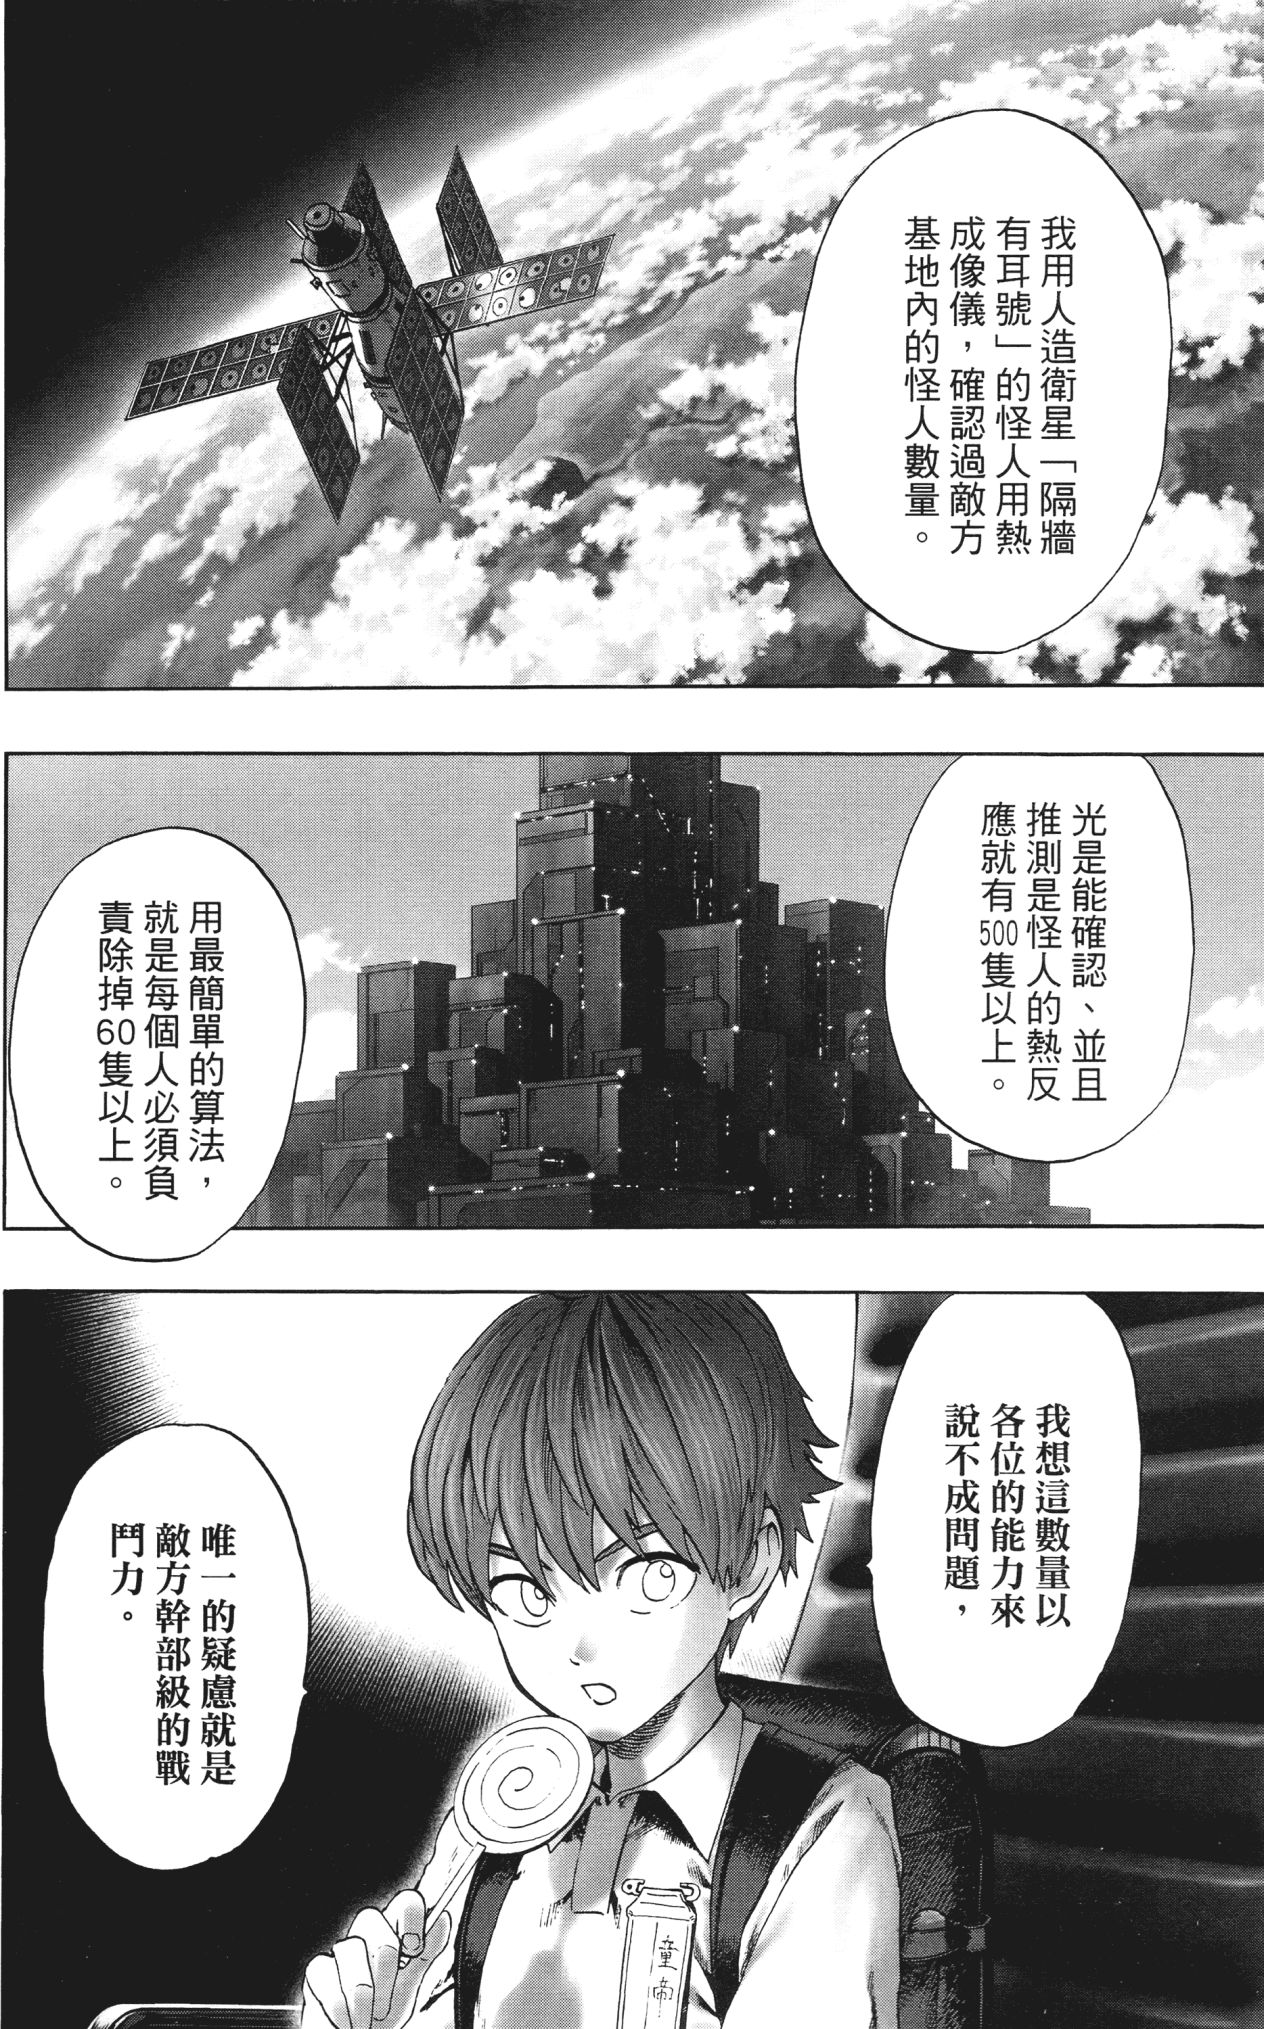 我用人造衛星「隔牆
有耳號」的怪人用熱
成像儀，確認過敵方
基地內的怪人數量。
光是能確認、並且
推測是怪人的熱反
應就有500隻以上。
用最簡單的算法，
就是每個人必須負
責除掉60隻以上。
我想這數量以
各位的能力來
說不成問題，
唯一的疑慮就是
敵方幹部級的戰
鬥力。
童帝